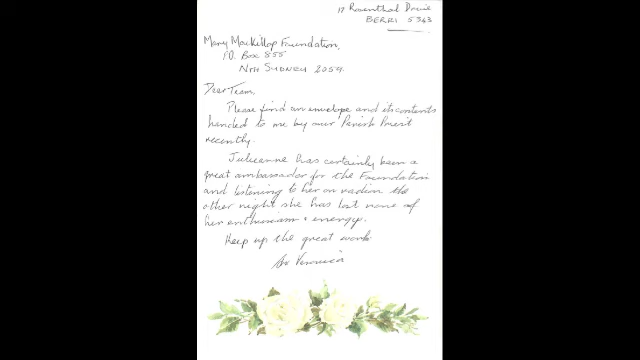 17 Rosenthal Drive
BERRI 5343
Mary MacKillop Foundation,
P.O. Box 855
NTH SYDNEY 2059.
Dear Team,
Please find an envelope and its contents
handed to me by our Parish Priest
recently.
Julieanne has certainly been a
great ambassador for the Foundation
and listening to her on radio the
other night she has lost none of
her enthusiasm & energy.
Keep up the great work
Sr Veronica